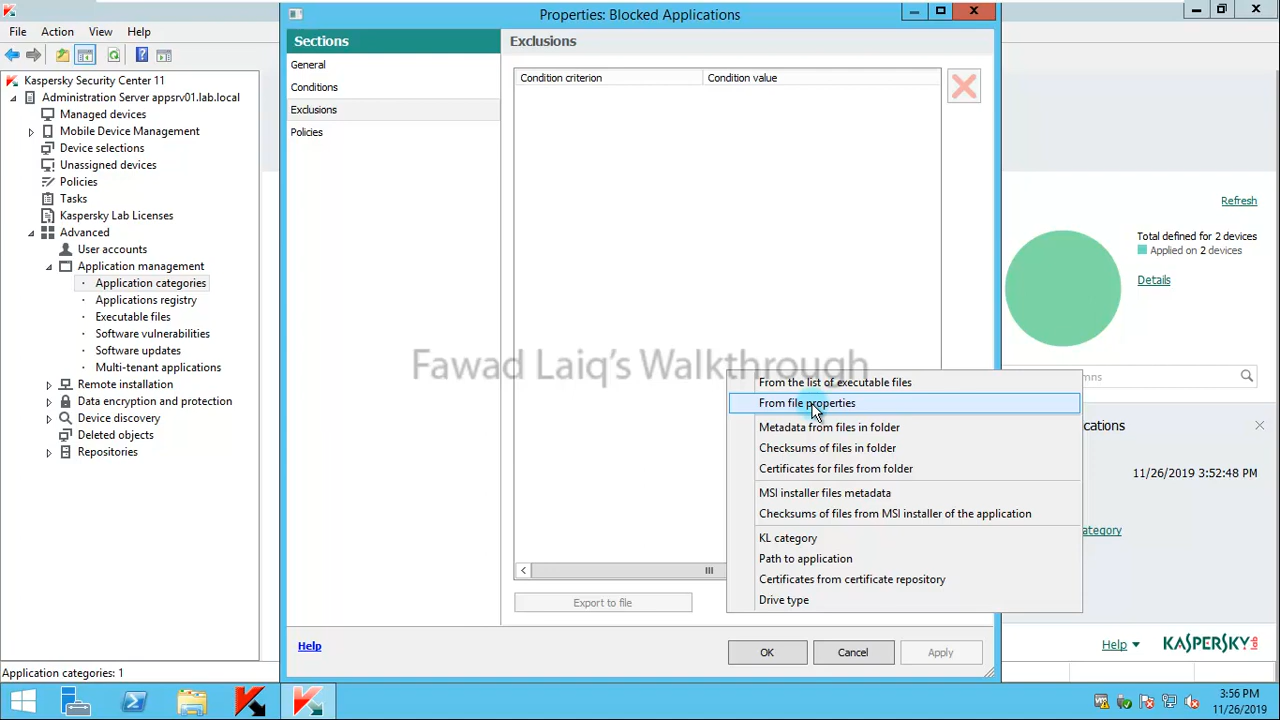 Properties: Blocked Applications
File Action View Help
Kaspersky Security Center 11
Administration Server appsrv01.lab.local
Managed devices
Mobile Device Management
Device selections
Unassigned devices
Policies
Tasks
Kaspersky Lab Licenses
Advanced
User accounts
Application management
Application categories
Applications registry
Executable files
Software vulnerabilities
Software updates
Multi-tenant applications
Remote installation
Data encryption and protection
Device discovery
Deleted objects
Repositories
Application categories: 1
Sections
General
Conditions
Exclusions
Policies
Help
Exclusions
Condition criterion Condition value
Fawad Laiq's Walkthrough
From the list of executable files
From file properties
Metadata from files in folder
Checksums of files in folder
Certificates for files from folder
MSI installer files metadata
Checksums of files from MSI installer of the application
KL category
Path to application
Certificates from certificate repository
Drive type
Export to file
OK Cancel Apply
Refresh
Total defined for 2 devices
Applied on 2 devices
Details
11/26/2019 3:52:48 PM
Help
KASPERSKY lab
3:56 PM
11/26/2019